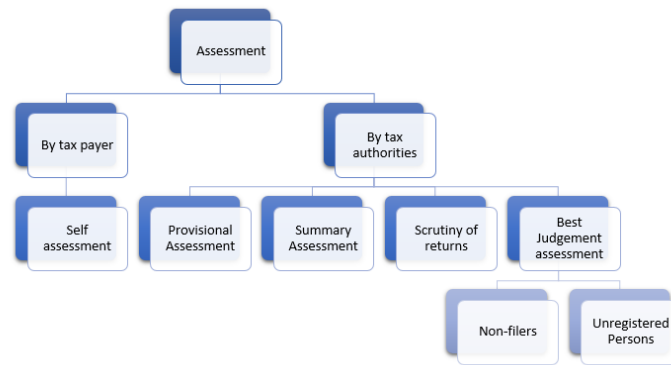 Assessment
By tax payer
By tax
authorities
Self
assessment
Provisional
Assessment
Summary
Assessment
Scrutiny of
returns
Best
Judgement
assessment
Non-filers
Unregistered
Persons